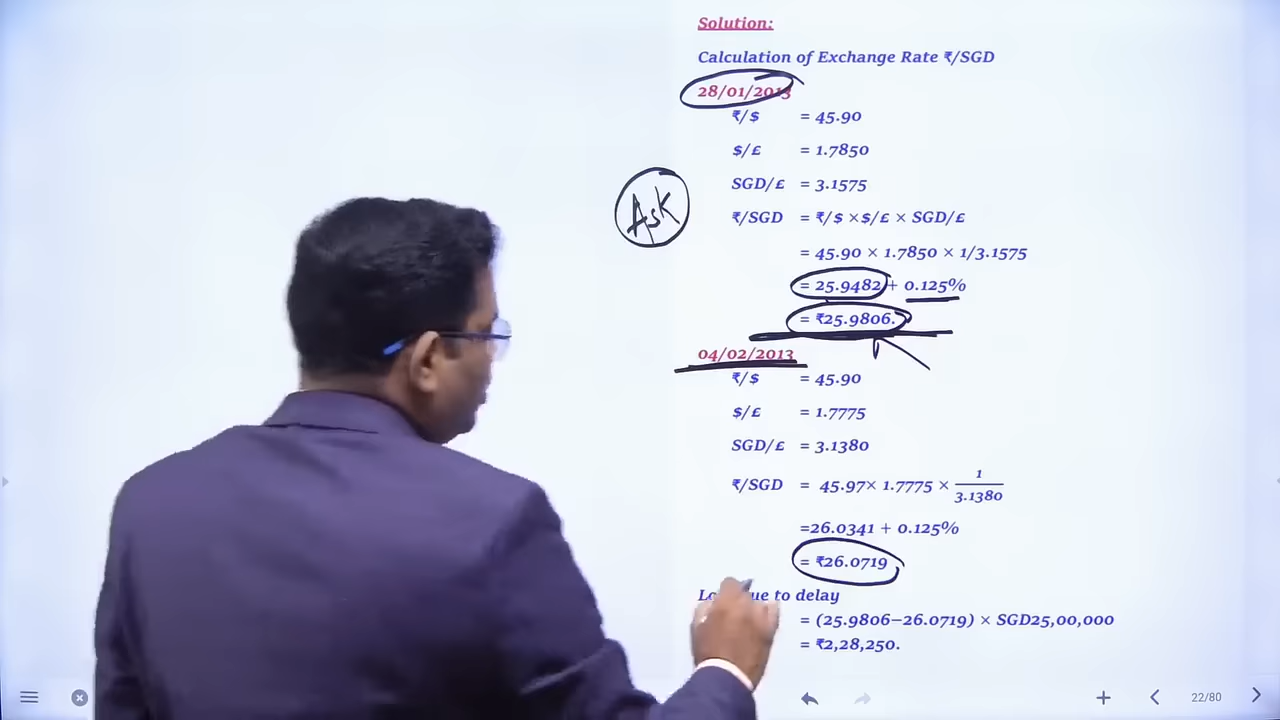 Solution:
Calculation of Exchange Rate ₹/SGD
28/01/2013
₹/$ = 45.90
$/£ = 1.7850
SGD/£ = 3.1575
Ask
₹/SGD = ₹/$ ×$/£ × SGD/£
= 45.90 × 1.7850 × 1/3.1575
= 25.9482 + 0.125%
= ₹25.9806.
04/02/2013
₹/$ = 45.90
$/£ = 1.7775
SGD/£ = 3.1380
₹/SGD = 45.97× 1.7775 × 1/3.1380
=26.0341 + 0.125%
= ₹26.0719
to delay
= (25.9806−26.0719) × SGD25,00,000
= ₹2,28,250.
22/80